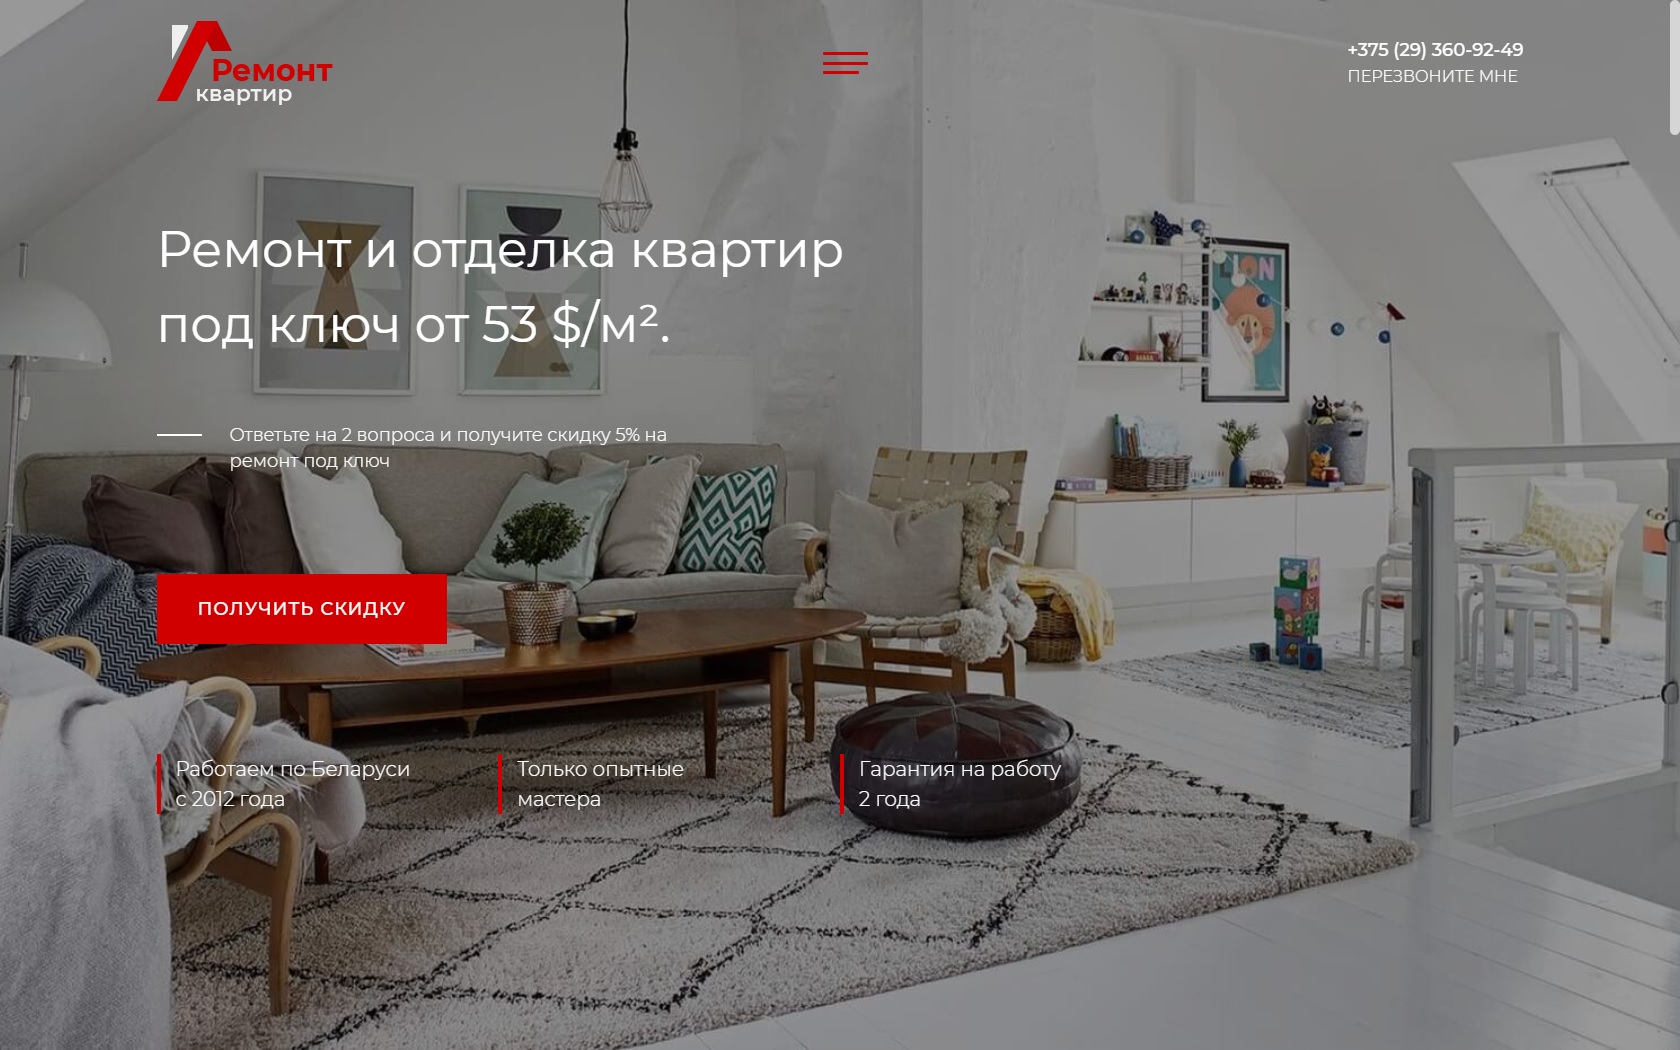 Ремонт
квартир
+375 (29) 360-92-49
ПЕРЕЗВОНИТЕ МНЕ
Ремонт и отделка квартир
под ключ от 53 $/м².
LION
4
Ответьте на 2 вопроса и получите скидку 5% на
ремонт под ключ
ПОЛУЧИТЬ СКИДКУ
Работаем по Беларуси
с 2012 года
Только опытные
мастера
Гарантия на работу
2 года